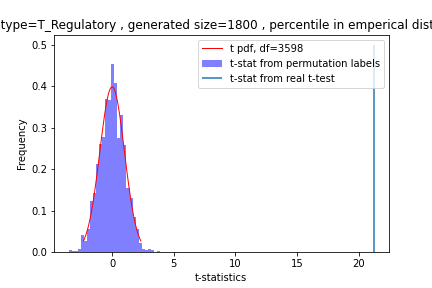 type=T_Regulatory , generated size=1800 , percentile in emperical dist
t pdf, df=3598
t-stat from permutation labels
t-stat from real t-test
0.5
0.4
0.3
0.2
0.1
0.0
Frequency
0
5
10
15
20
t-statistics